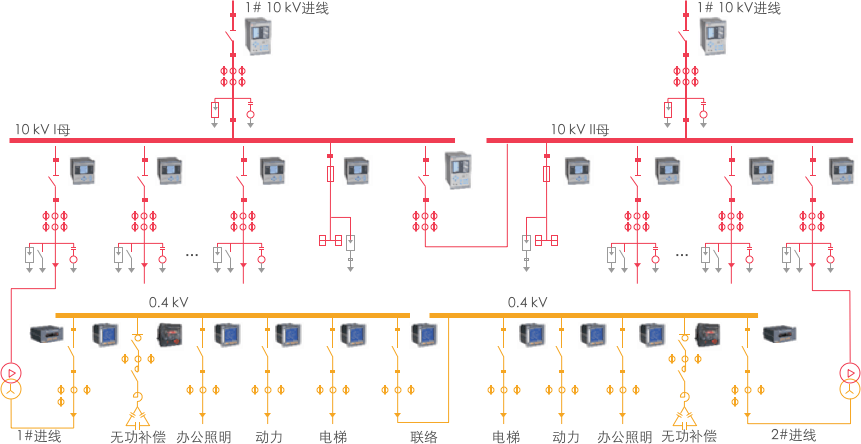 1# 10 kV进线
1# 10 kV进线
10 kV I母
10 kV II母
...
...
0.4 kV
0.4 kV
1#进线
无功补偿
办公照明
动力
电梯
联络
电梯
动力
办公照明
无功补偿
2#进线